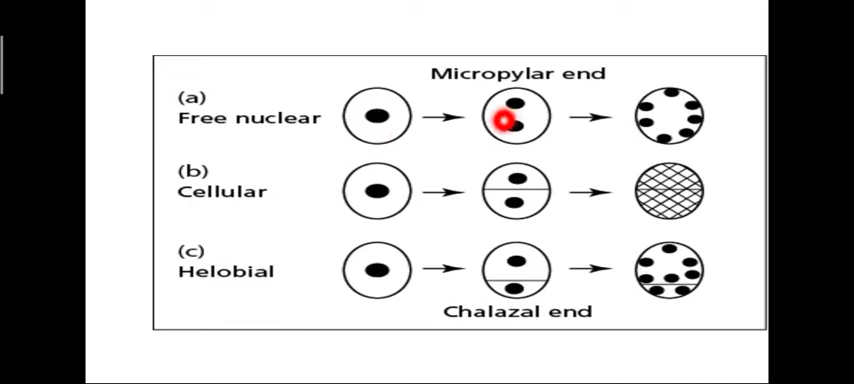 Micropylar end
(a)
Free nuclear
(b)
Cellular
(c)
Helobial
Chalazal end